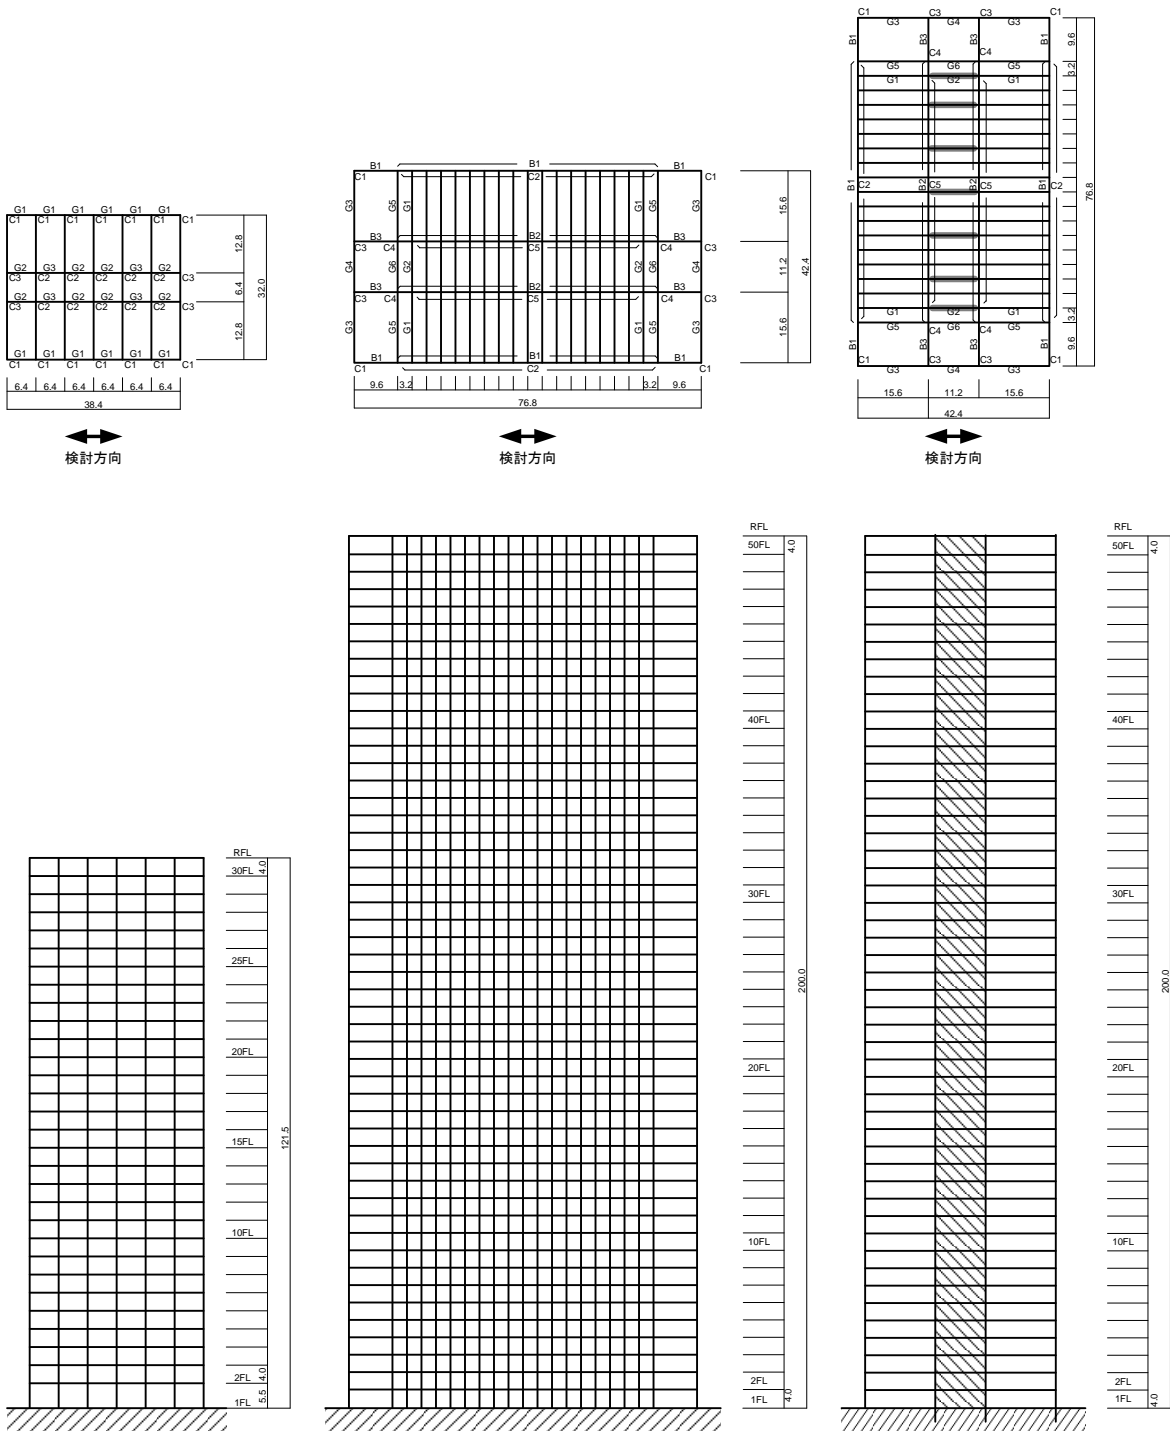 G1 G1 G1 G1 G1 G1
C1 C1 C1 C1 C1 C1 C1
G2 G3 G2 G2 G3 G2
C3 C2 C2 C2 C2 C2 C3
G2 G3 G2 G2 G3 G2
C3 C2 C2 C2 C2 C2 C3
G1 G1 G1 G1 G1 G1
C1 C1 C1 C1 C1 C1 C1
12.8
6.4
12.8
32.0
6.4 6.4 6.4 6.4 6.4 6.4
38.4
検討方向
B1 B1 B1
C1 C2 C1
G3 G5 G1 G1 G5 G3
B3 B2 B3
C3 C4 C5 C4 C3
G4 G6 G2 G2 G6 G4
B3 B2 B3
C3 C4 C5 C4 C3
G3 G5 G1 G1 G5 G3
B1 B1 B1
C1 C2 C1
15.6
11.2
15.6
42.4
9.6 3.2 3.2 9.6
76.8
検討方向
C1 C3 C3 C1
G3 G4 G3
B1 B3 B3 B1
C4 C4
G5 G6 G5
G1 G2 G1
C2 C5 C5 C2
B1 B2 B2 B1
G1 G2 G1
G5 G6 G5
C4 C4
B1 B3 B3 B1
C1 C3 C3 C1
G3 G4 G3
9.6
3.2
3.2
9.6
76.8
15.6 11.2 15.6
42.4
検討方向
RFL
30FL
4.0
25FL
20FL
15FL
10FL
2FL
4.0
1FL
5.5
121.5
RFL
50FL
4.0
40FL
30FL
20FL
10FL
2FL
1FL
4.0
200.0
RFL
50FL
4.0
40FL
30FL
20FL
10FL
2FL
1FL
4.0
200.0